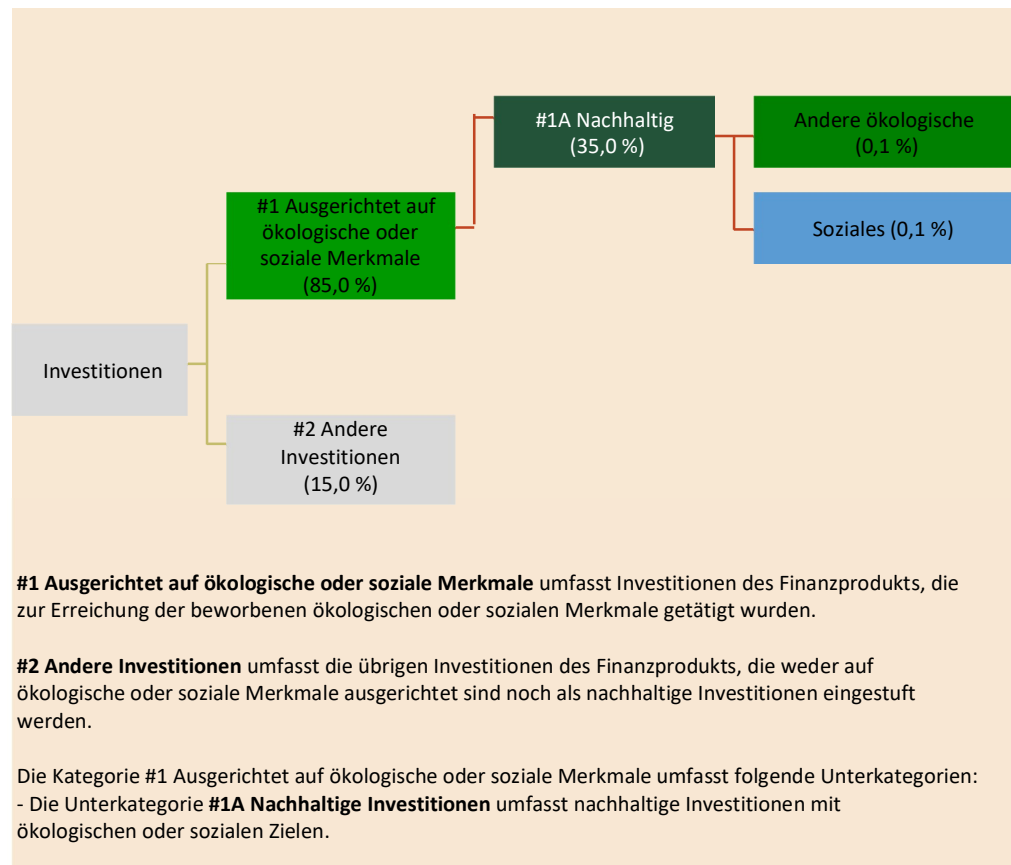 #1A Nachhaltig
(35,0 %)
Andere ökologische
(0,1 %)
#1 Ausgerichtet auf
ökologische oder
soziale Merkmale
(85,0 %)
Soziales (0,1 %)
Investitionen
#2 Andere
Investitionen
(15,0 %)
#1 Ausgerichtet auf ökologische oder soziale Merkmale umfasst Investitionen des Finanzprodukts, die
zur Erreichung der beworbenen ökologischen oder sozialen Merkmale getätigt wurden.
#2 Andere Investitionen umfasst die übrigen Investitionen des Finanzprodukts, die weder auf
ökologische oder soziale Merkmale ausgerichtet sind noch als nachhaltige Investitionen eingestuft
werden.
Die Kategorie #1 Ausgerichtet auf ökologische oder soziale Merkmale umfasst folgende Unterkategorien:
- Die Unterkategorie #1A Nachhaltige Investitionen umfasst nachhaltige Investitionen mit
ökologischen oder sozialen Zielen.